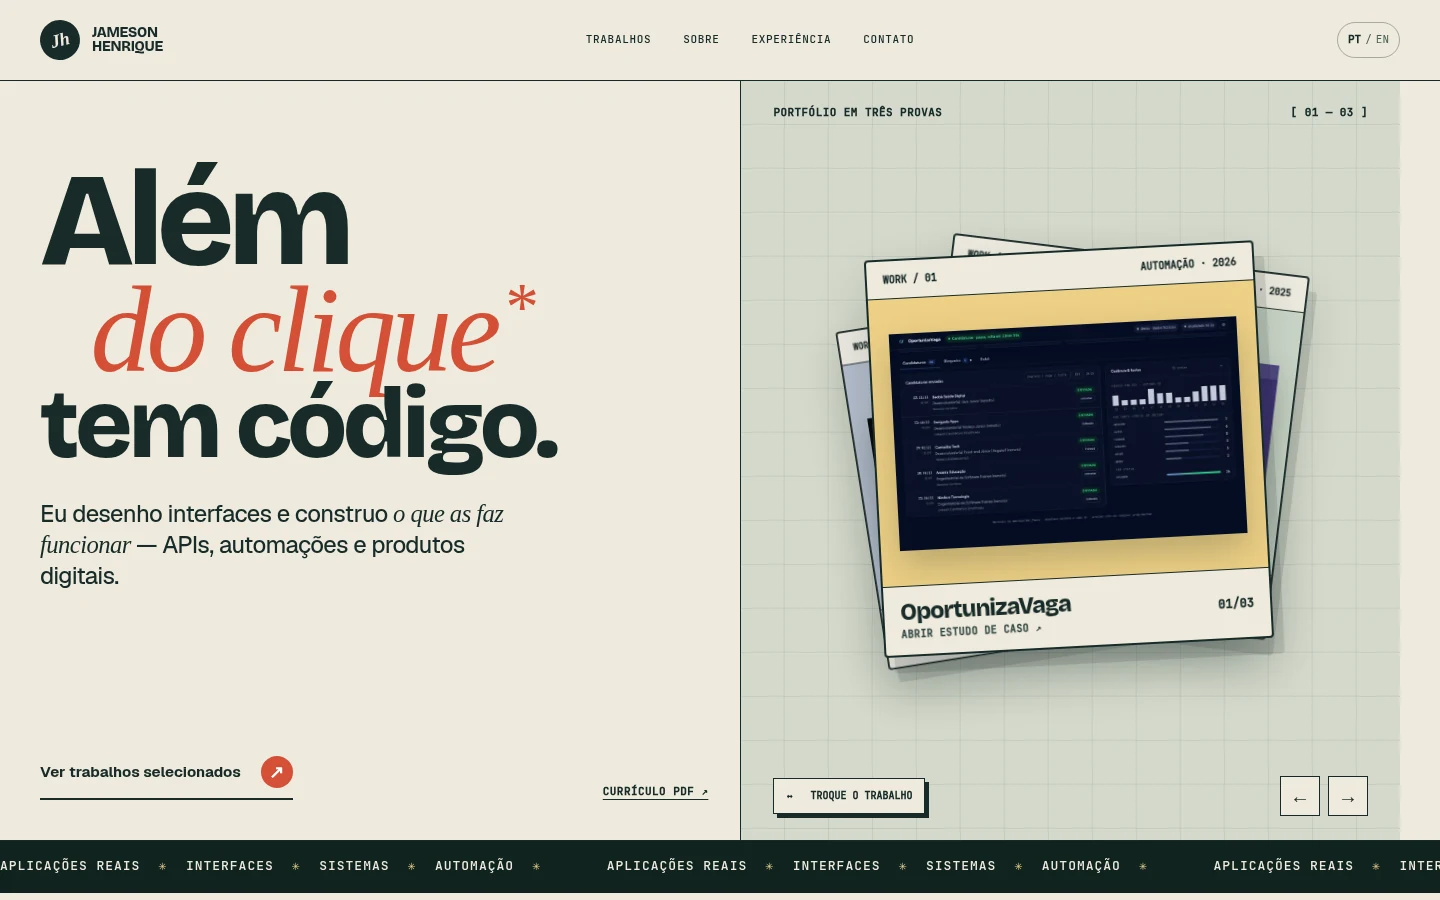 Jh
JAMESON
HENRIQUE
TRABALHOS
SOBRE
EXPERIÊNCIA
CONTATO
PT / EN
Além
do clique*
tem código.
Eu desenho interfaces e construo o que as faz
funcionar — APIs, automações e produtos
digitais.
Ver trabalhos selecionados ↗
CURRÍCULO PDF ↗
PORTFÓLIO EM TRÊS PROVAS
[ 01 — 03 ]
WORK / 01
AUTOMAÇÃO · 2026
· 2025
OportunizaVaga
OportunizaVaga
01/03
ABRIR ESTUDO DE CASO ↗
↔ TROQUE O TRABALHO
← →
APLICAÇÕES REAIS ✳ INTERFACES ✳ SISTEMAS ✳ AUTOMAÇÃO ✳ APLICAÇÕES REAIS ✳ INTERFACES ✳ SISTEMAS ✳ AUTOMAÇÃO ✳ APLICAÇÕES REAIS ✳ INTER